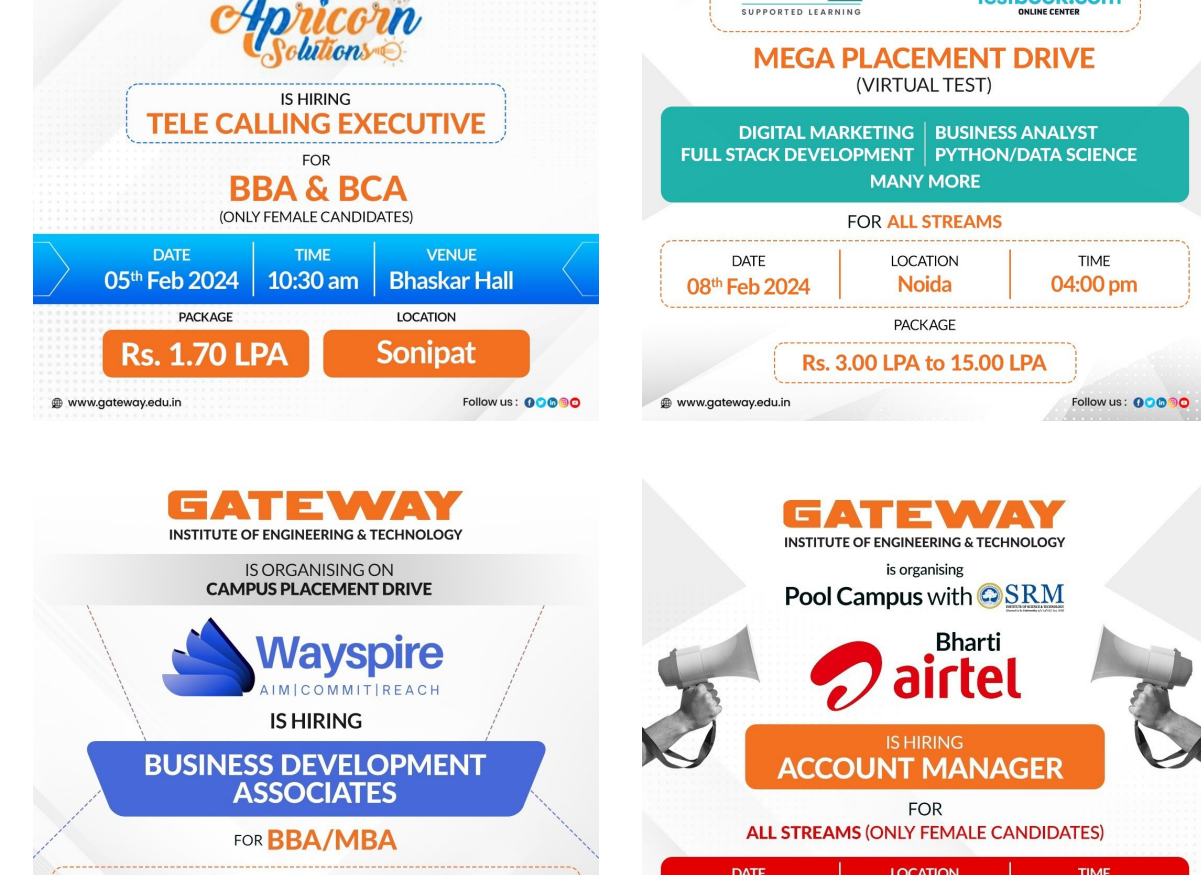 Apricorn
Solutions
IS HIRING
TELE CALLING EXECUTIVE
FOR
BBA & BCA
(ONLY FEMALE CANDIDATES)
DATE
05th Feb 2024
TIME
10:30 am
VENUE
Bhaskar Hall
PACKAGE
Rs. 1.70 LPA
LOCATION
Sonipat
www.gateway.edu.in
Follow us :
SUPPORTED LEARNING
testbook.com
ONLINE CENTER
MEGA PLACEMENT DRIVE
(VIRTUAL TEST)
DIGITAL MARKETING
FULL STACK DEVELOPMENT
BUSINESS ANALYST
PYTHON/DATA SCIENCE
MANY MORE
FOR ALL STREAMS
DATE
08th Feb 2024
LOCATION
Noida
TIME
04:00 pm
PACKAGE
Rs. 3.00 LPA to 15.00 LPA
www.gateway.edu.in
Follow us :
GATEWAY
INSTITUTE OF ENGINEERING & TECHNOLOGY
IS ORGANISING ON
CAMPUS PLACEMENT DRIVE
Wayspire
AIM|COMMIT|REACH
IS HIRING
BUSINESS DEVELOPMENT
ASSOCIATES
FOR BBA/MBA
GATEWAY
INSTITUTE OF ENGINEERING & TECHNOLOGY
is organising
Pool Campus with SRM
Bharti
airtel
IS HIRING
ACCOUNT MANAGER
FOR
ALL STREAMS (ONLY FEMALE CANDIDATES)
DATE
LOCATION
TIME